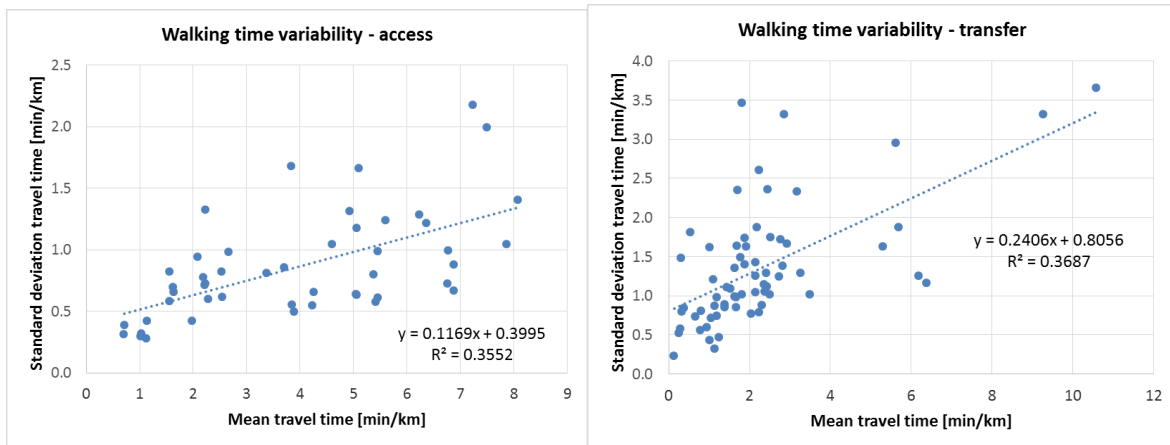 Walking time variability - access
Standard deviation travel time [min/km]
2.5
2.0
1.5
1.0
0.5
0.0
y = 0.1169x + 0.3995
R² = 0.3552
0 1 2 3 4 5 6 7 8 9
Mean travel time [min/km]
Walking time variability - transfer
Standard deviation travel time [min/km]
4.0
3.5
3.0
2.5
2.0
1.5
1.0
0.5
0.0
y = 0.2406x + 0.8056
R² = 0.3687
0 2 4 6 8 10 12
Mean travel time [min/km]